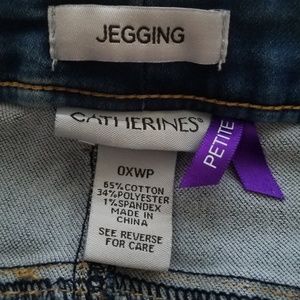 JEGGING
CATHERINES®
PETITE
0XWP
65%COTTON
34%POLYESTER
1%SPANDEX
MADE IN
CHINA
SEE REVERSE
FOR CARE